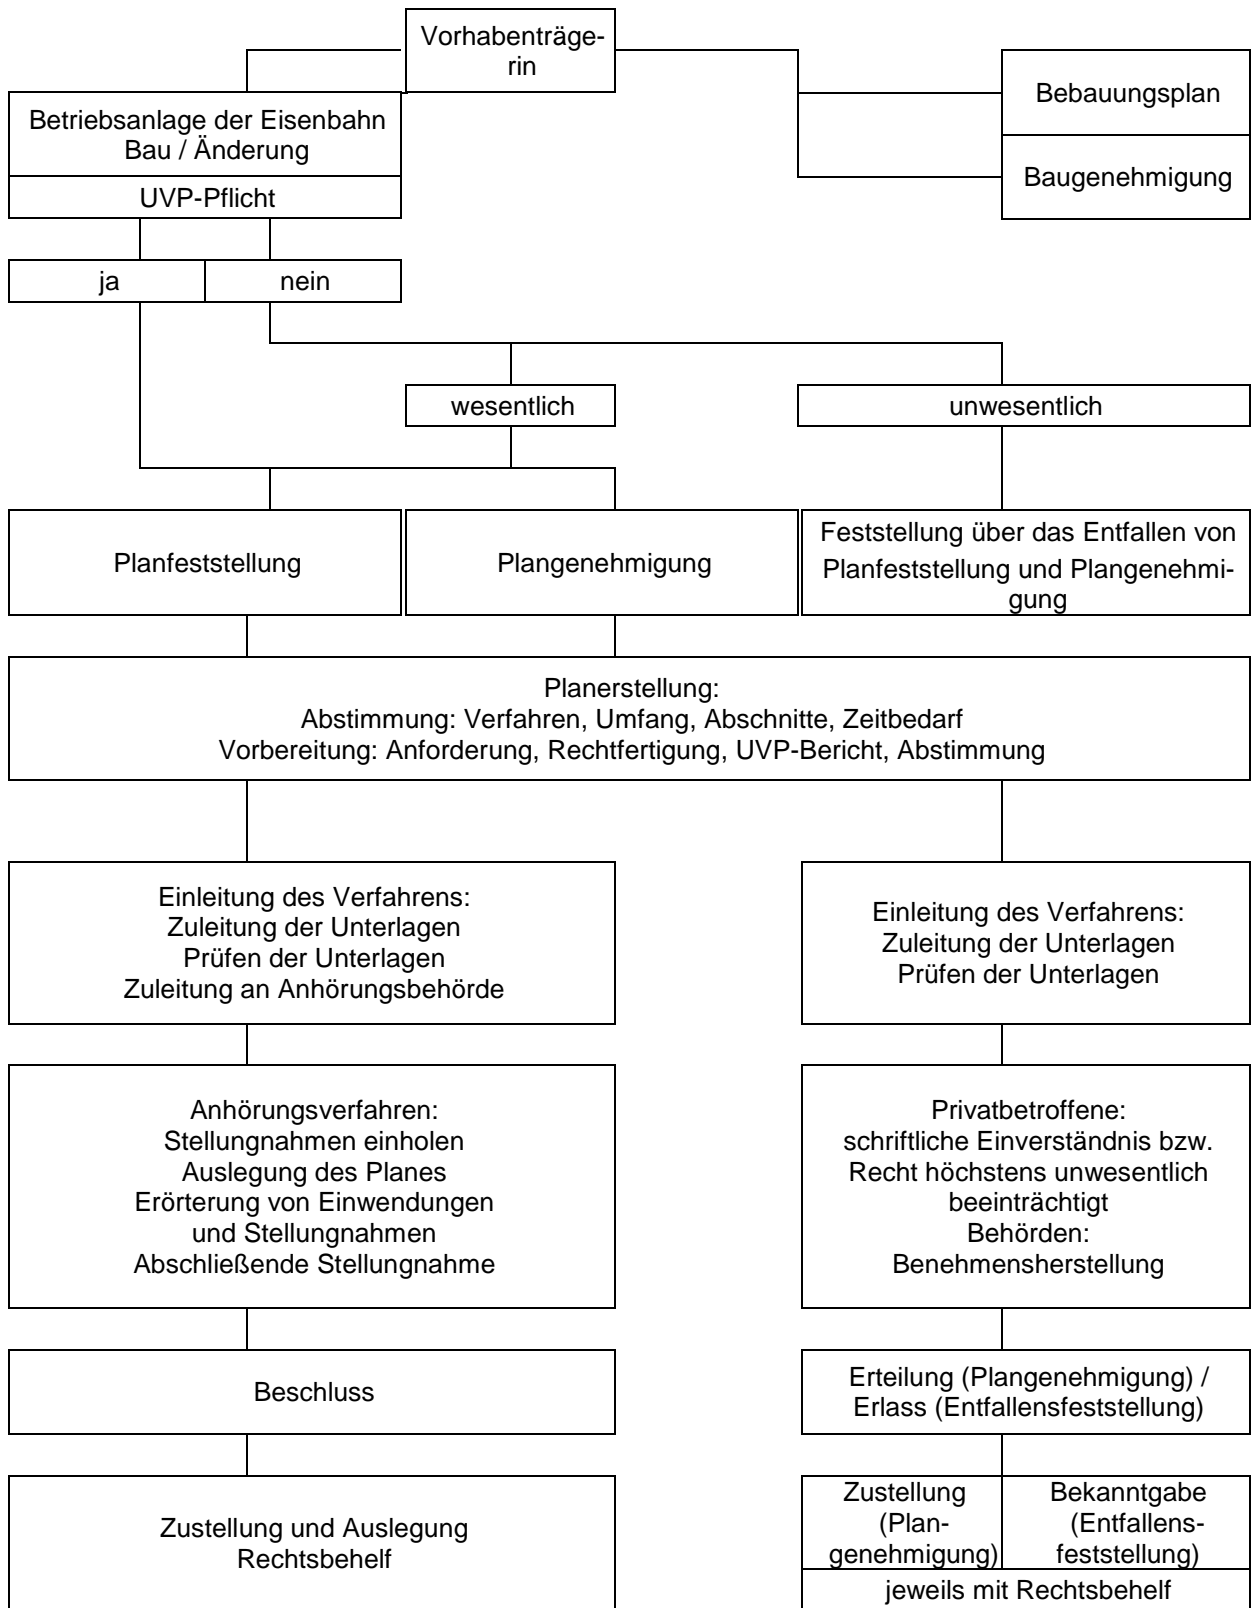 Vorhabenträge-
rin
Betriebsanlage der Eisenbahn
Bau / Änderung
UVP-Pflicht
Bebauungsplan
Baugenehmigung
ja
nein
wesentlich
unwesentlich
Planfeststellung
Plangenehmigung
Feststellung über das Entfallen von
Planfeststellung und Plangenehmi-
gung
Planerstellung:
Abstimmung: Verfahren, Umfang, Abschnitte, Zeitbedarf
Vorbereitung: Anforderung, Rechtfertigung, UVP-Bericht, Abstimmung
Einleitung des Verfahrens:
Zuleitung der Unterlagen
Prüfen der Unterlagen
Zuleitung an Anhörungsbehörde
Einleitung des Verfahrens:
Zuleitung der Unterlagen
Prüfen der Unterlagen
Anhörungsverfahren:
Stellungnahmen einholen
Auslegung des Planes
Erörterung von Einwendungen
und Stellungnahmen
Abschließende Stellungnahme
Privatbetroffene:
schriftliche Einverständnis bzw.
Recht höchstens unwesentlich
beeinträchtigt
Behörden:
Benehmensherstellung
Beschluss
Erteilung (Plangenehmigung) /
Erlass (Entfallensfeststellung)
Zustellung und Auslegung
Rechtsbehelf
Zustellung
(Plan-
genehmigung)
Bekanntgabe
(Entfallens-
feststellung)
jeweils mit Rechtsbehelf